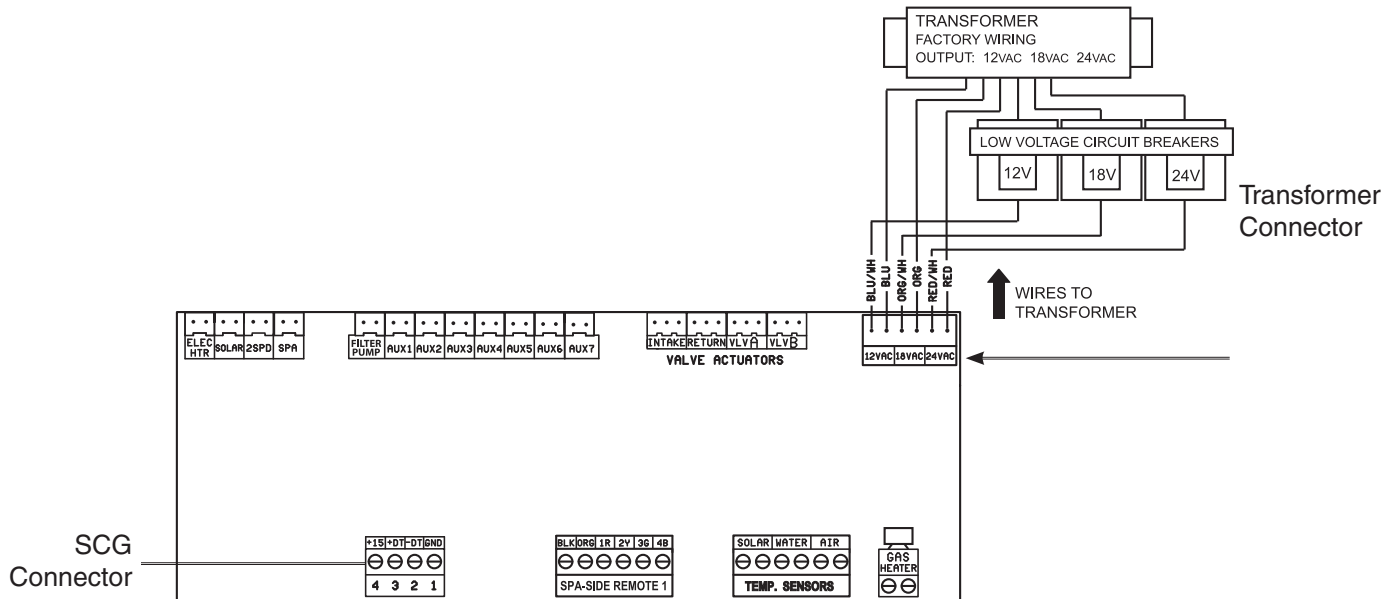 TRANSFORMER
FACTORY WIRING
OUTPUT: 12VAC 18VAC 24VAC
LOW VOLTAGE CIRCUIT BREAKERS
12V 18V 24V
Transformer
Connector
BLU/WH BLU ORG/WH ORG RED/WH RED
WIRES TO
TRANSFORMER
ELEC
HTR SOLAR 2SPD SPA
FILTER
PUMP AUX1 AUX2 AUX3 AUX4 AUX5 AUX6 AUX7
INTAKE RETURN VLV A VLV B
VALVE ACTUATORS
12VAC 18VAC 24VAC
SCG
Connector
+15 +DT -DT GND
4 3 2 1
BLK ORG 1R 2Y 3G 4B
SPA-SIDE REMOTE 1
SOLAR WATER AIR
TEMP. SENSORS
GAS
HEATER